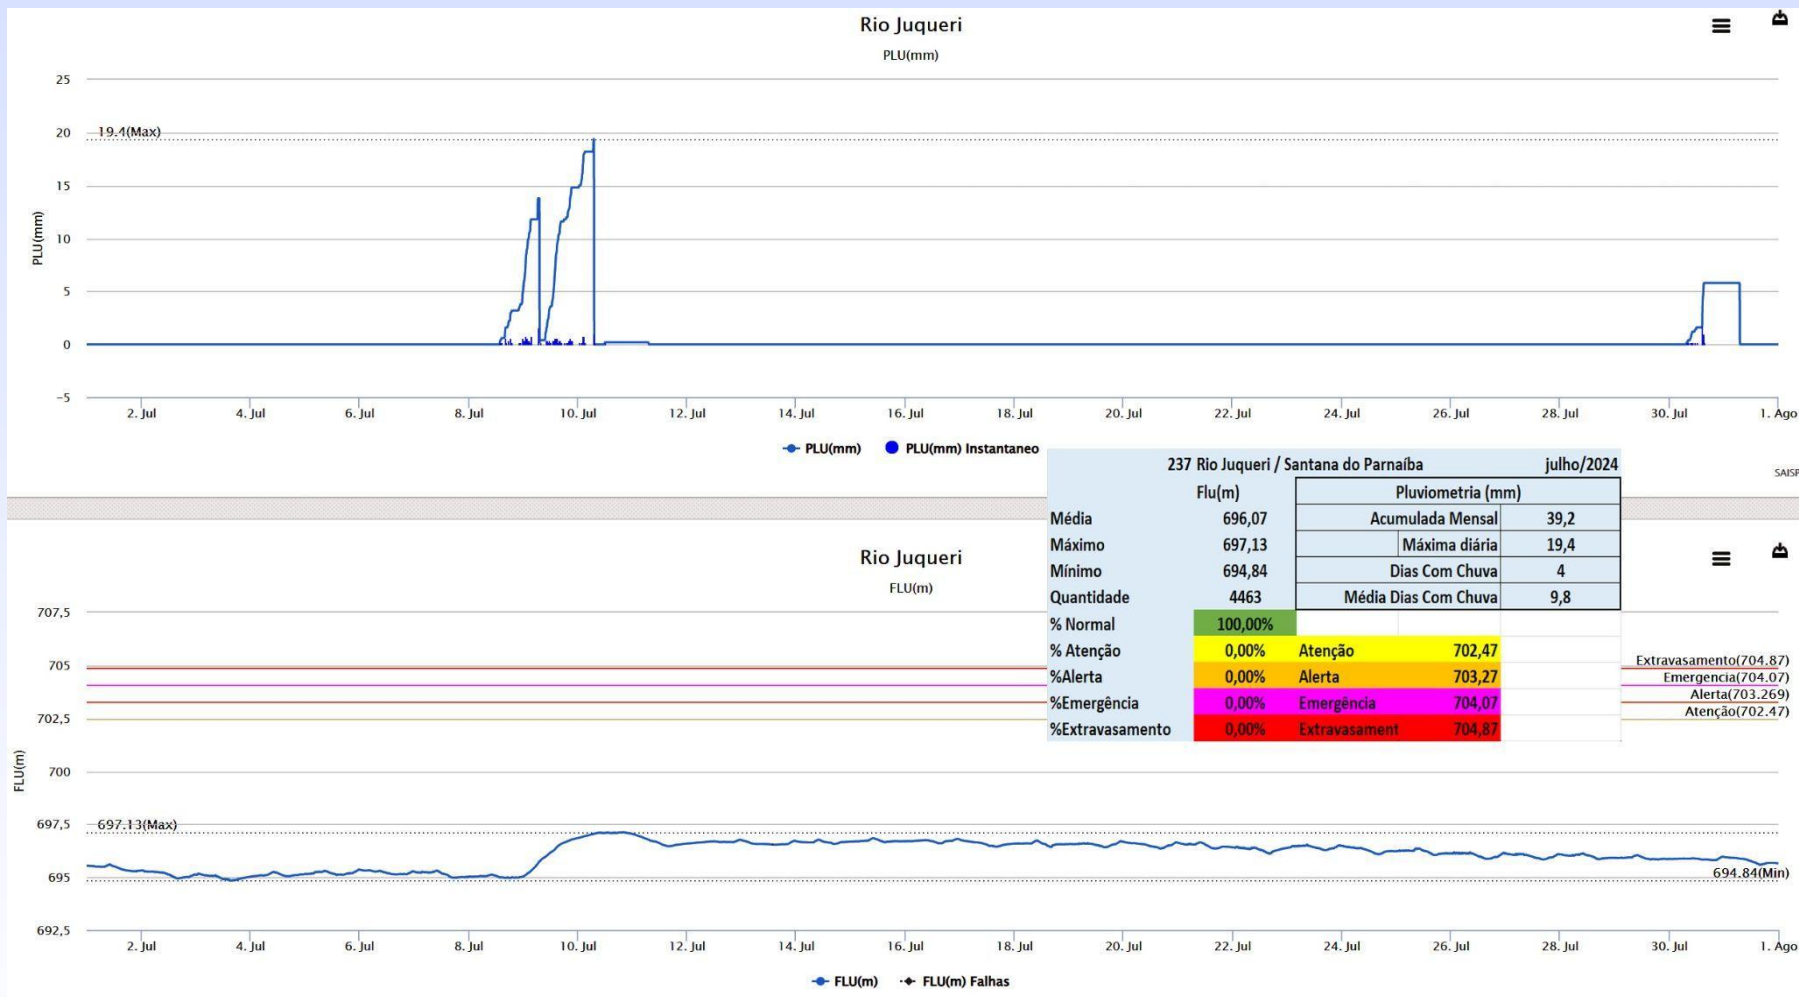 Rio Juqueri
PLU(mm)
25
20
15
10
5
0
-5
PLU(mm)
19.4(Max)
2. Jul
4. Jul
6. Jul
8. Jul
10. Jul
12. Jul
14. Jul
16. Jul
18. Jul
20. Jul
22. Jul
24. Jul
26. Jul
28. Jul
30. Jul
1. Ago
PLU(mm)
PLU(mm) Instantaneo
SAISP
237 Rio Juqueri / Santana do Parnaíba julho/2024
Flu(m) Pluviometria (mm)
Média 696,07 Acumulada Mensal 39,2
Máximo 697,13 Máxima diária 19,4
Mínimo 694,84 Dias Com Chuva 4
Quantidade 4463 Média Dias Com Chuva 9,8
% Normal 100,00%
% Atenção 0,00% Atenção 702,47
%Alerta 0,00% Alerta 703,27
%Emergência 0,00% Emergência 704,07
%Extravasamento 0,00% Extravasament 704,87
Rio Juqueri
FLU(m)
707,5
705
702,5
700
697,5
695
692,5
FLU(m)
Extravasamento(704.87)
Emergencia(704.07)
Alerta(703.269)
Atenção(702.47)
697.13(Max)
694.84(Min)
2. Jul
4. Jul
6. Jul
8. Jul
10. Jul
12. Jul
14. Jul
16. Jul
18. Jul
20. Jul
22. Jul
24. Jul
26. Jul
28. Jul
30. Jul
1. Ago
FLU(m)
FLU(m) Falhas